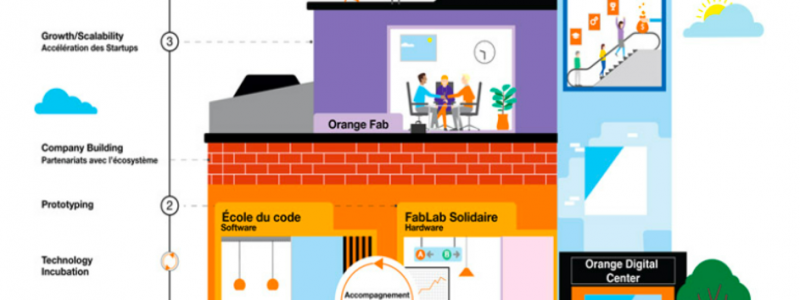 Growth/Scalability
Accélération des Startups
3
Orange Fab
Company Building
Partenariats avec l'écosystème
Prototyping
2
École du code
Software
FabLab Solidaire
Hardware
A
B
Technology
Incubation
Orange Digital
Center
Accompagnement